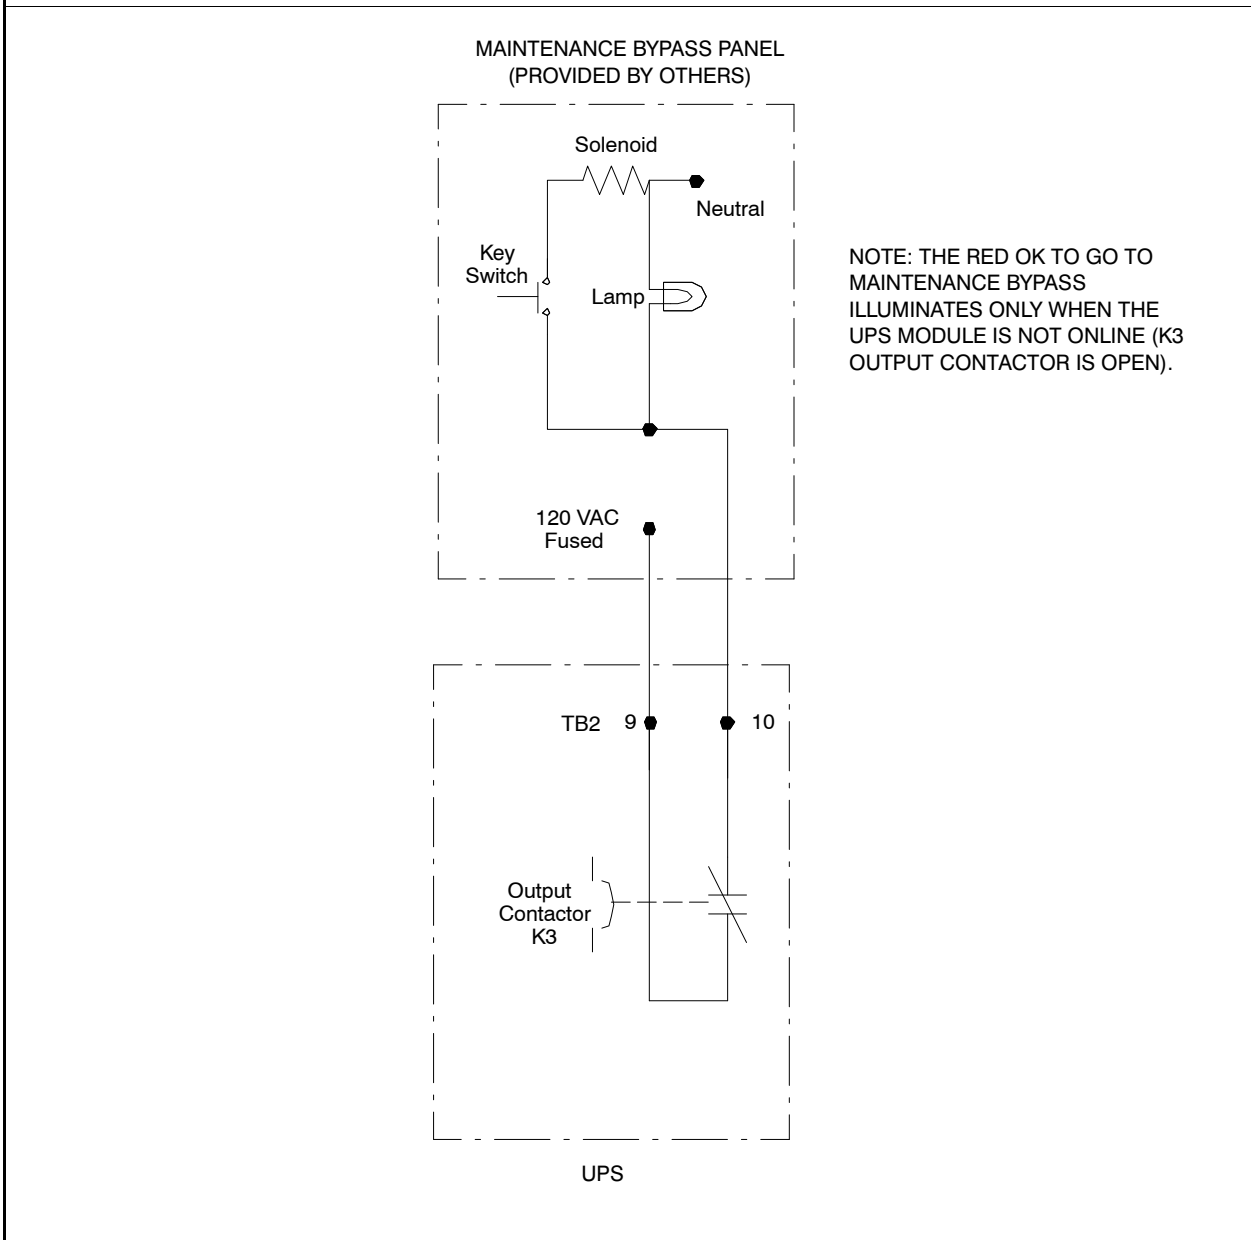 MAINTENANCE BYPASS PANEL
(PROVIDED BY OTHERS)
Solenoid
Neutral
Key
Switch
Lamp
NOTE: THE RED OK TO GO TO
MAINTENANCE BYPASS
ILLUMINATES ONLY WHEN THE
UPS MODULE IS NOT ONLINE (K3
OUTPUT CONTACTOR IS OPEN).
120 VAC
Fused
TB2 9 10
Output
Contactor
K3
UPS